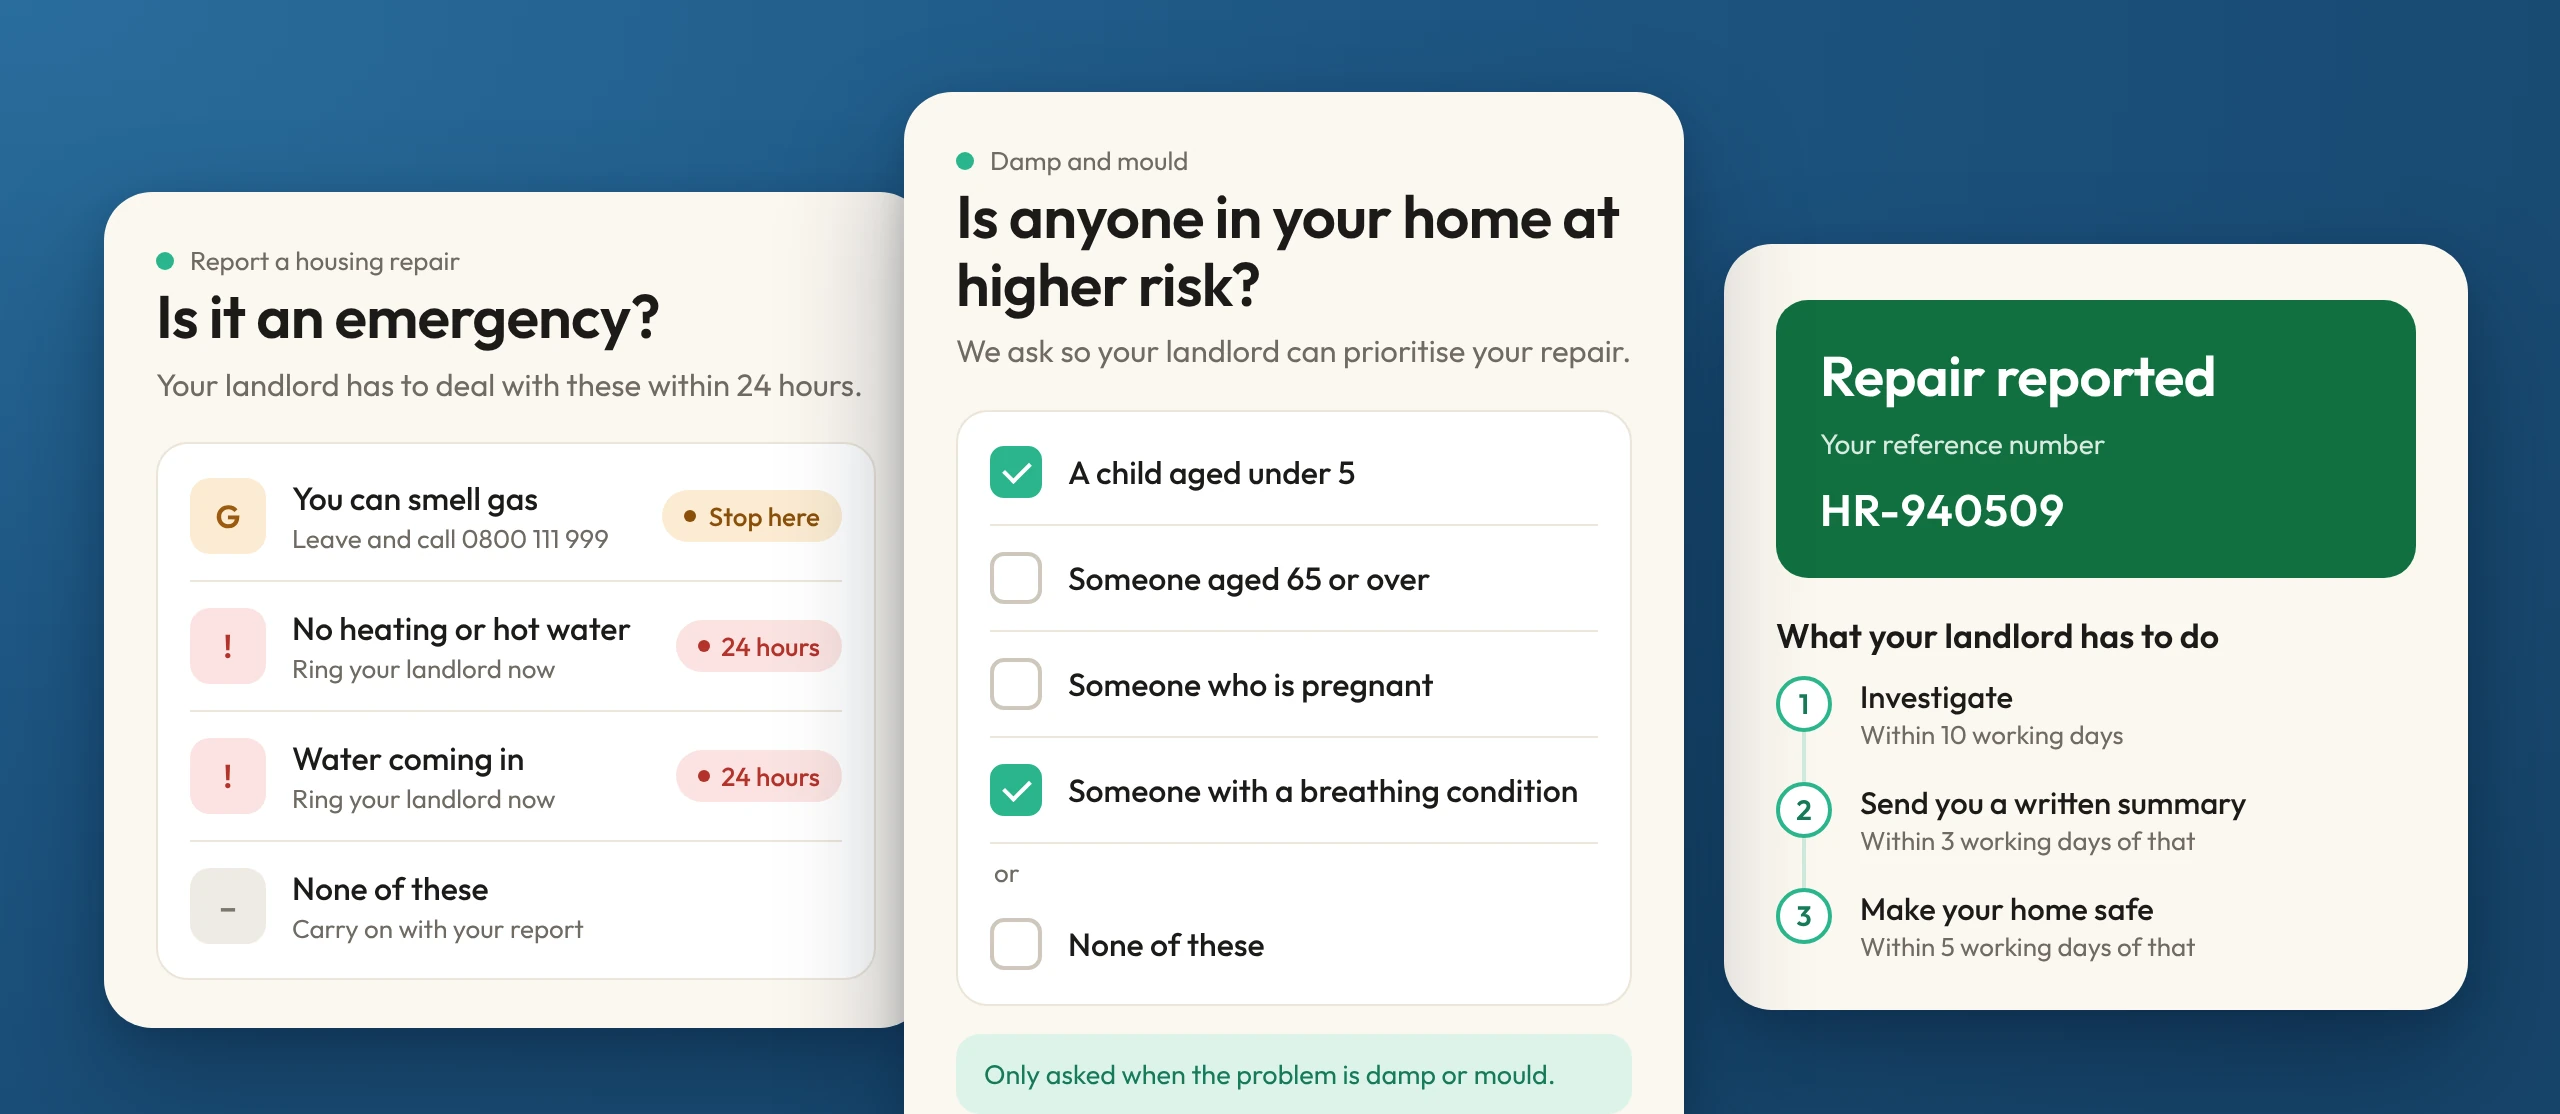 Report a housing repair
Is it an emergency?
Your landlord has to deal with these within 24 hours.
G
You can smell gas
Leave and call 0800 111 999
Stop here
!
No heating or hot water
Ring your landlord now
24 hours
!
Water coming in
Ring your landlord now
24 hours
–
None of these
Carry on with your report
Damp and mould
Is anyone in your home at
higher risk?
We ask so your landlord can prioritise your repair.
A child aged under 5
Someone aged 65 or over
Someone who is pregnant
Someone with a breathing condition
or
None of these
Only asked when the problem is damp or mould.
Repair reported
Your reference number
HR-940509
What your landlord has to do
1
Investigate
Within 10 working days
2
Send you a written summary
Within 3 working days of that
3
Make your home safe
Within 5 working days of that